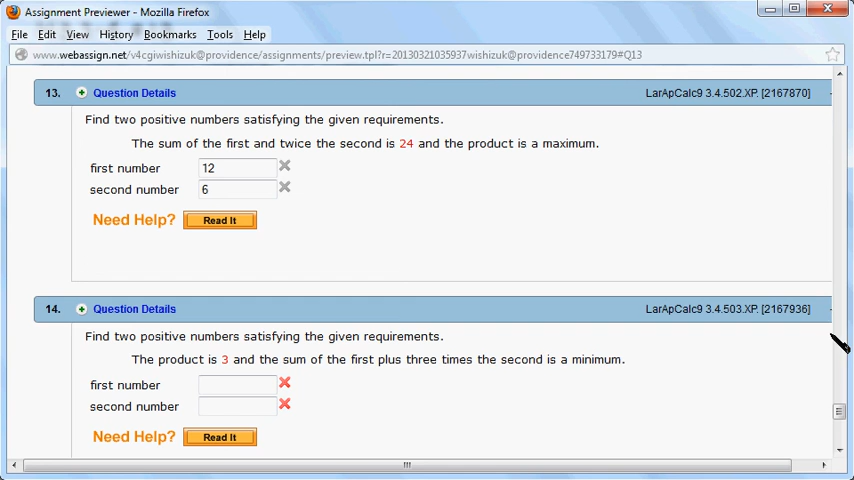 Assignment Previewer - Mozilla Firefox
File Edit View History Bookmarks Tools Help
www.webassign.net/v4cgiwishizuk@providence/assignments/preview.tpl?r=20130321035937wishizuk@providence749733179#Q13
13. Question Details LarApCalc9 3.4.502.XP. [2167870] -
Find two positive numbers satisfying the given requirements.
The sum of the first and twice the second is 24 and the product is a maximum.
first number 12
second number 6
Need Help? Read It
14. Question Details LarApCalc9 3.4.503.XP. [2167936] -
Find two positive numbers satisfying the given requirements.
The product is 3 and the sum of the first plus three times the second is a minimum.
first number
second number
Need Help? Read It